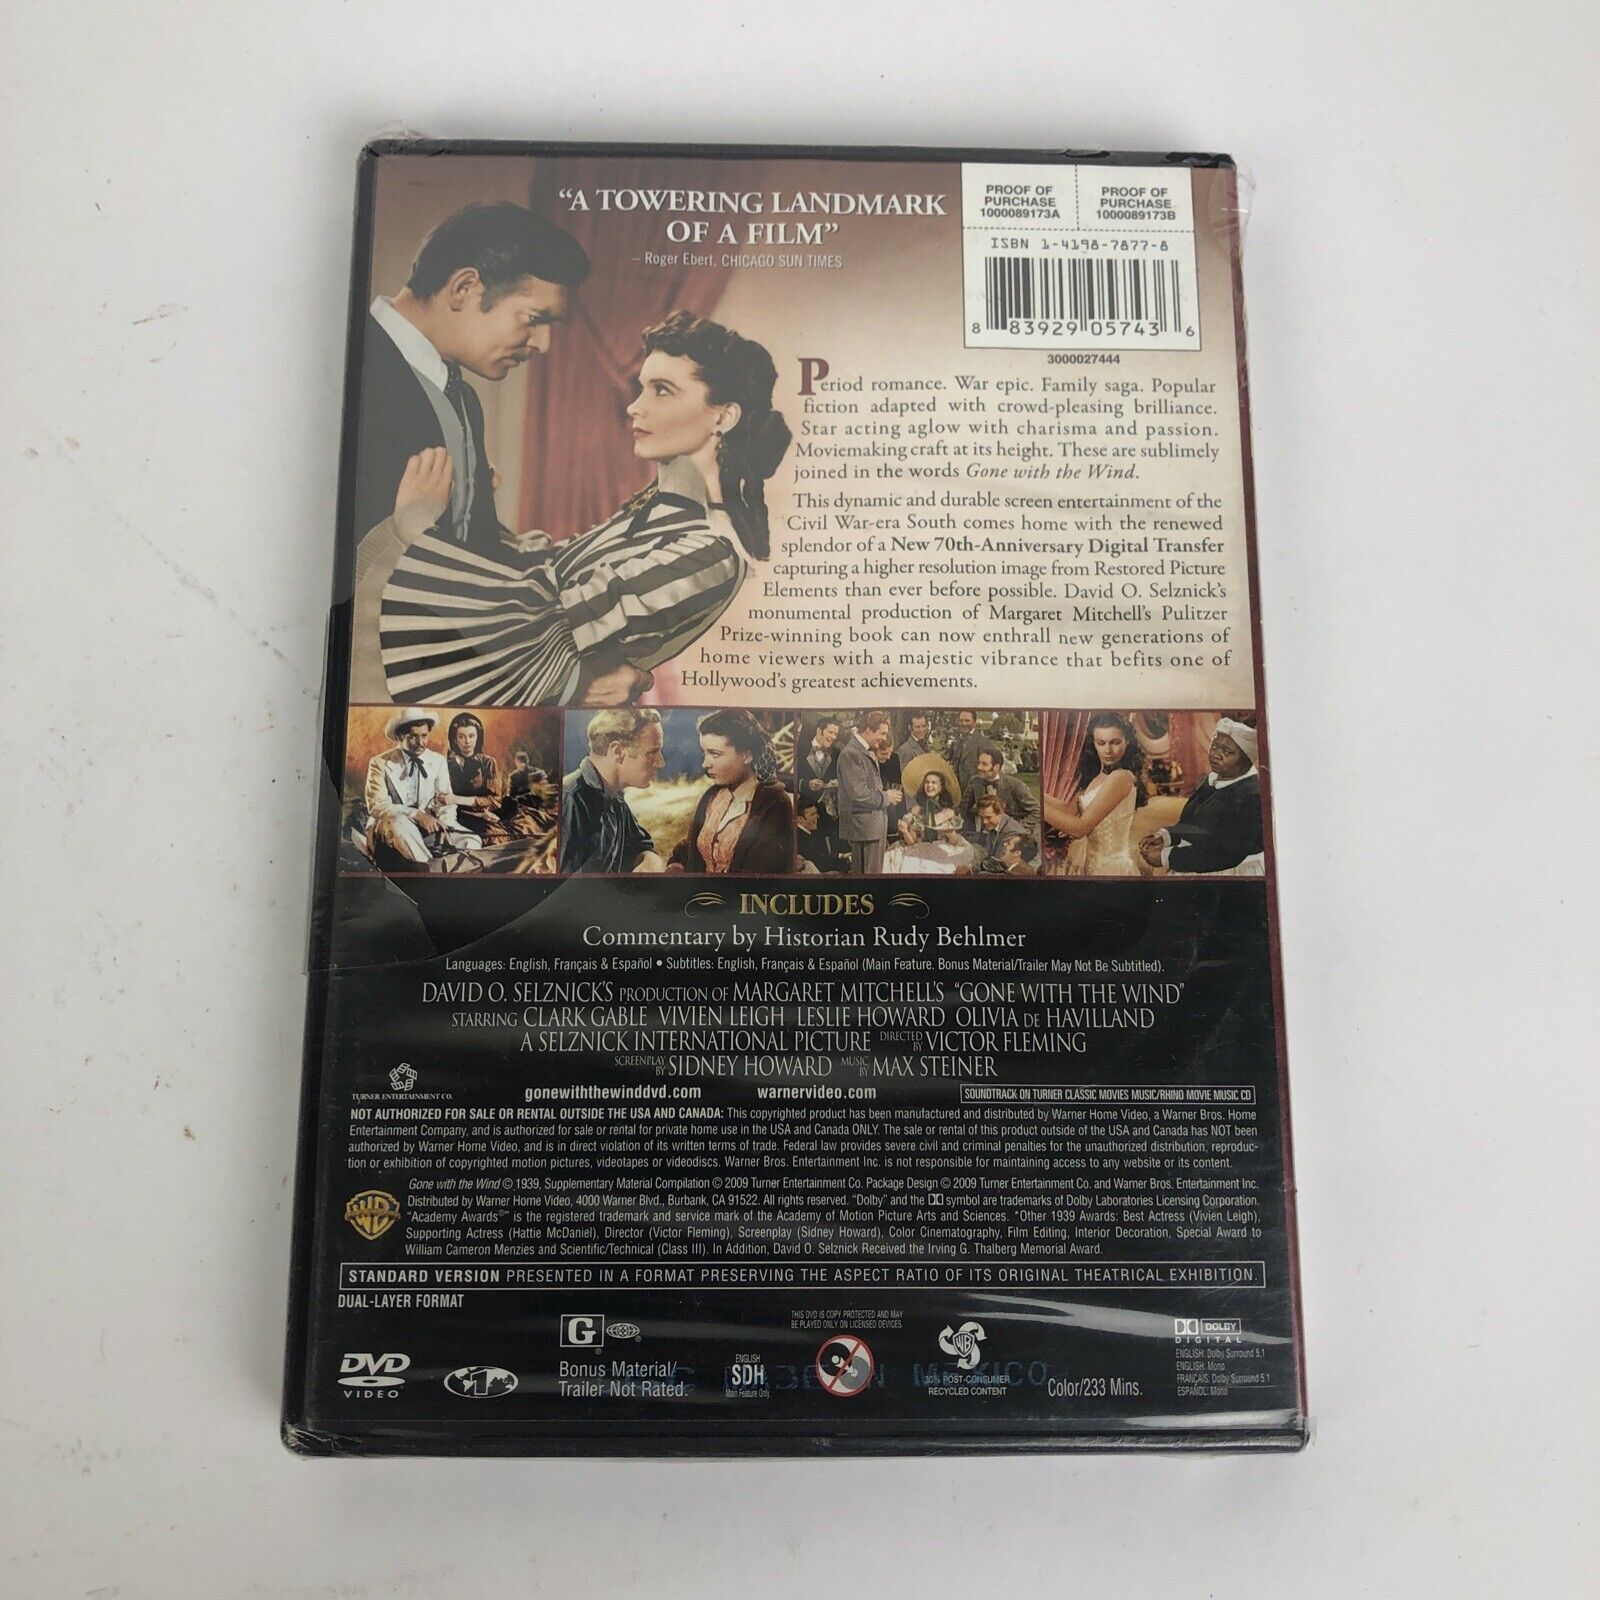 “A TOWERING LANDMARK
OF A FILM”
– Roger Ebert, CHICAGO SUN TIMES
PROOF OF
PURCHASE
1000089173A
PROOF OF
PURCHASE
1000089173B
ISBN 1-4198-7877-8
8 83929 05743 6
3000027444
Period romance. War epic. Family saga. Popular
fiction adapted with crowd-pleasing brilliance.
Star acting aglow with charisma and passion.
Moviemaking craft at its height. These are sublimely
joined in the words Gone with the Wind.
This dynamic and durable screen entertainment of the
Civil War-era South comes home with the renewed
splendor of a New 70th-Anniversary Digital Transfer
capturing a higher resolution image from Restored Picture
Elements than ever before possible. David O. Selznick's
monumental production of Margaret Mitchell's Pulitzer
Prize-winning book can now enthrall new generations of
home viewers with a majestic vibrance that befits one of
Hollywood's greatest achievements.
INCLUDES
Commentary by Historian Rudy Behlmer
Languages: English, Français & Español • Subtitles: English, Français & Español (Main Feature. Bonus Material/Trailer May Not Be Subtitled).
DAVID O. SELZNICK'S PRODUCTION OF MARGARET MITCHELL'S “GONE WITH THE WIND”
STARRING CLARK GABLE VIVIEN LEIGH LESLIE HOWARD OLIVIA DE HAVILLAND
A SELZNICK INTERNATIONAL PICTURE DIRECTED BY VICTOR FLEMING
SCREENPLAY BY SIDNEY HOWARD MUSIC BY MAX STEINER
TURNER ENTERTAINMENT CO.
gonewiththewinddvd.com warnervideo.com
SOUNDTRACK ON TURNER CLASSIC MOVIES MUSIC/RHINO MOVIE MUSIC CD
NOT AUTHORIZED FOR SALE OR RENTAL OUTSIDE THE USA AND CANADA: This copyrighted product has been manufactured and distributed by Warner Home Video, a Warner Bros. Home
Entertainment Company, and is authorized for sale or rental for private home use in the USA and Canada ONLY. The sale or rental of this product outside of the USA and Canada has NOT been
authorized by Warner Home Video, and is in direct violation of its written terms of trade. Federal law provides severe civil and criminal penalties for the unauthorized distribution, reproduc-
tion or exhibition of copyrighted motion pictures, videotapes or videodiscs. Warner Bros. Entertainment Inc. is not responsible for maintaining access to any website or its content.
Gone with the Wind © 1939, Supplementary Material Compilation © 2009 Turner Entertainment Co. Package Design © 2009 Turner Entertainment Co. and Warner Bros. Entertainment Inc.
Distributed by Warner Home Video, 4000 Warner Blvd., Burbank, CA 91522. All rights reserved. “Dolby” and the DD symbol are trademarks of Dolby Laboratories Licensing Corporation.
“Academy Awards®” is the registered trademark and service mark of the Academy of Motion Picture Arts and Sciences. *Other 1939 Awards: Best Actress (Vivien Leigh),
Supporting Actress (Hattie McDaniel), Director (Victor Fleming), Screenplay (Sidney Howard), Color Cinematography, Film Editing, Interior Decoration, Special Award to
William Cameron Menzies and Scientific/Technical (Class III). In Addition, David O. Selznick Received the Irving G. Thalberg Memorial Award.
STANDARD VERSION PRESENTED IN A FORMAT PRESERVING THE ASPECT RATIO OF ITS ORIGINAL THEATRICAL EXHIBITION.
DUAL-LAYER FORMAT
DVD
VIDEO
1
G
Bonus Material/
Trailer Not Rated.
ENGLISH
SDH
Main Feature Only
THIS DVD IS COPY PROTECTED AND MAY
BE PLAYED ONLY ON LICENSED DEVICES.
WB
30% POST-CONSUMER
RECYCLED CONTENT
MEXICO
Color/233 Mins.
DOLBY
DIGITAL
ENGLISH: Dolby Surround 5.1
ENGLISH: Mono
FRANÇAIS: Dolby Surround 5.1
ESPAÑOL: Mono